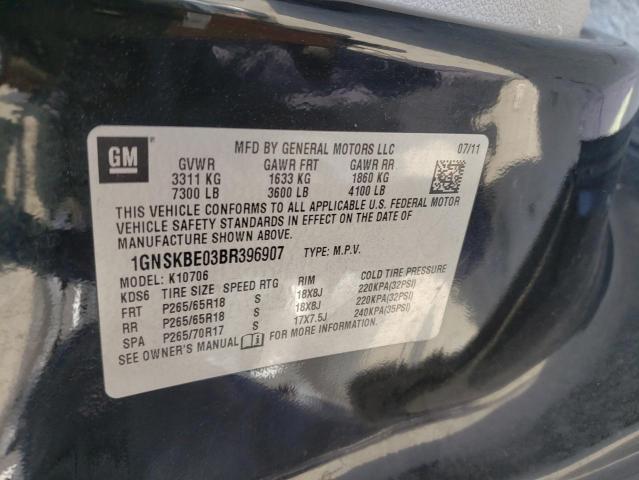 GM
MFD BY GENERAL MOTORS LLC 07/11
GVWR GAWR FRT GAWR RR
3311 KG 1633 KG 1860 KG
7300 LB 3600 LB 4100 LB
THIS VEHICLE CONFORMS TO ALL APPLICABLE U.S. FEDERAL MOTOR
VEHICLE SAFETY STANDARDS IN EFFECT ON THE DATE OF
MANUFACTURE SHOWN ABOVE.
1GNSKBE03BR396907 TYPE: M.P.V.
MODEL: K10706
KDS6 TIRE SIZE SPEED RTG RIM COLD TIRE PRESSURE
FRT P265/65R18 S 18X8J 220KPA(32PSI)
RR P265/65R18 S 18X8J 220KPA(32PSI)
SPA P265/70R17 S 17X7.5J 240KPA(35PSI)
SEE OWNER'S MANUAL FOR MORE INFORMATION.